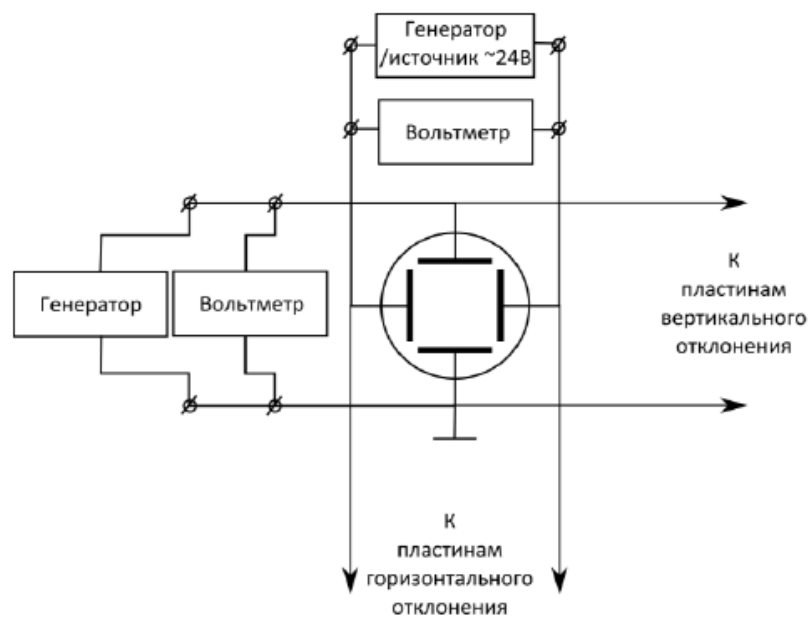 Генератор
/источник ~24В
Вольтметр
Генератор
Вольтметр
К
пластинам
вертикального
отклонения
К
пластинам
горизонтального
отклонения